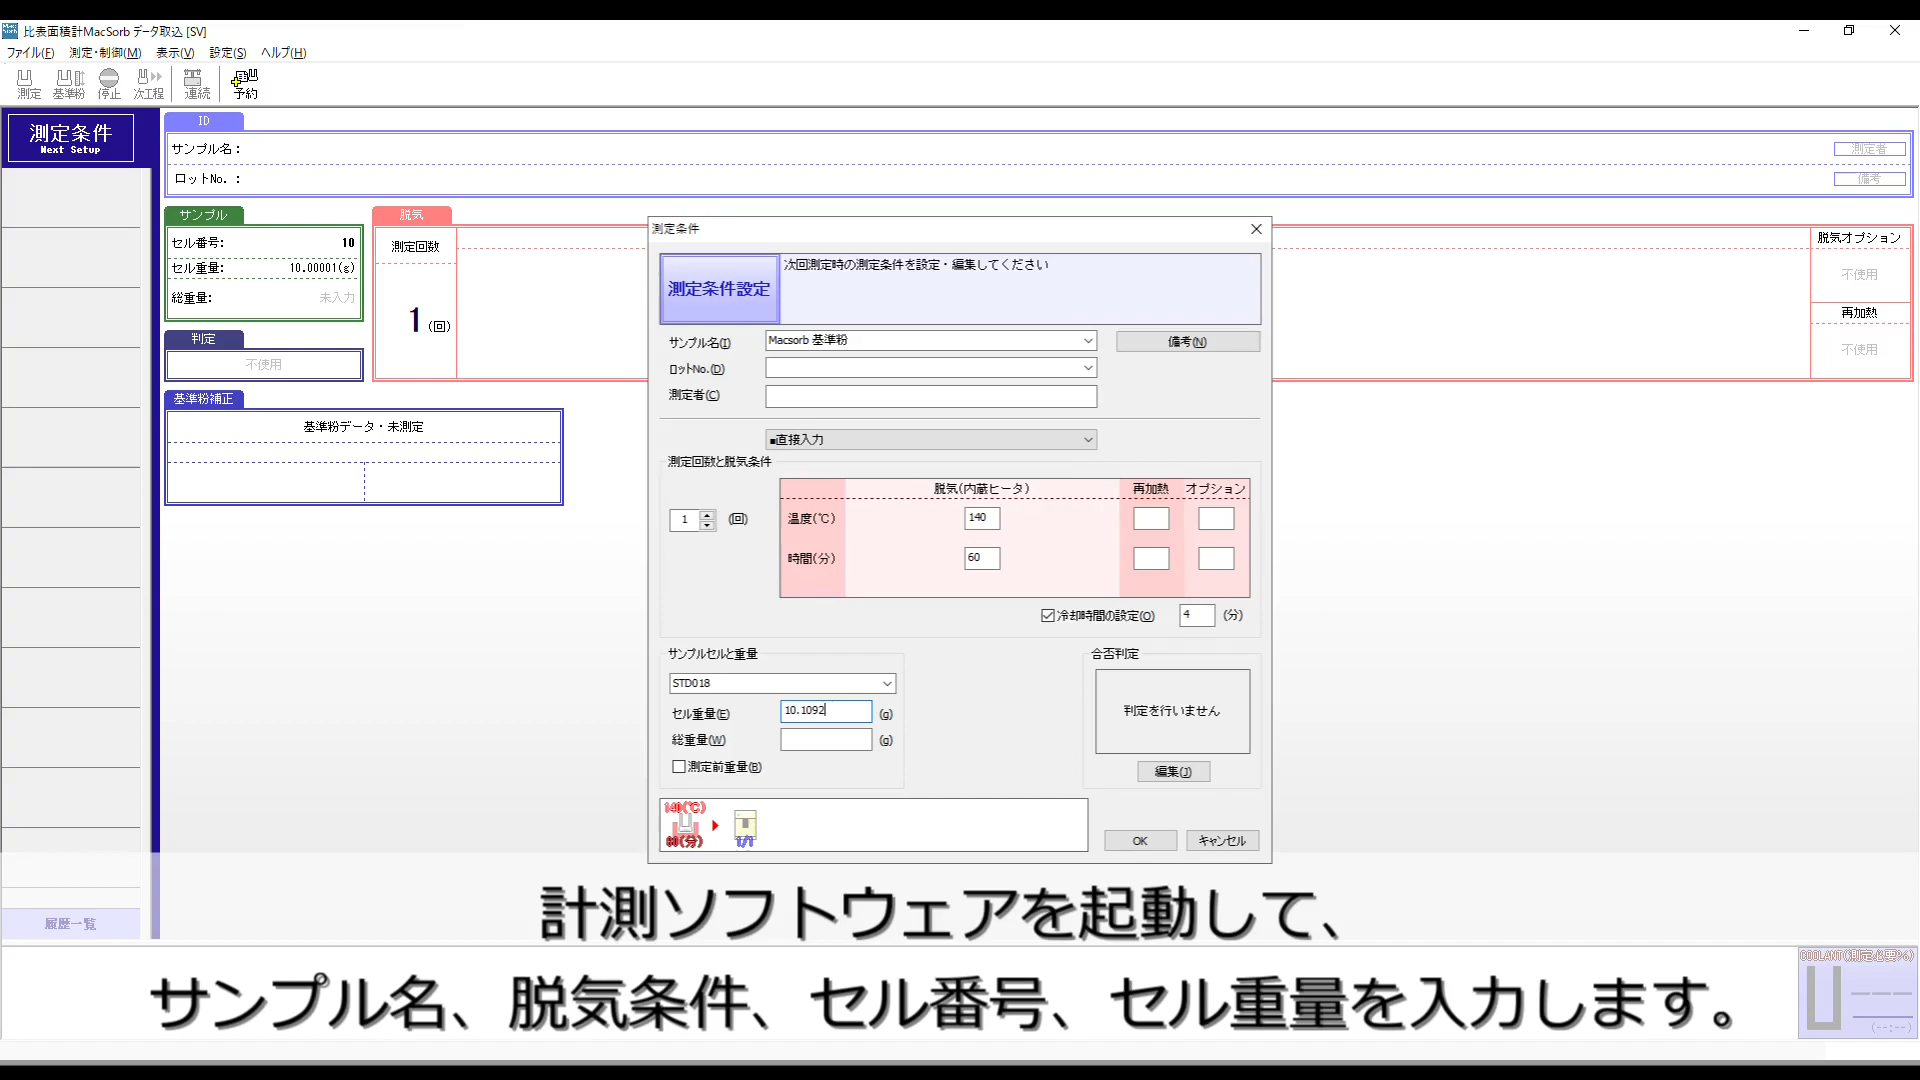 比表面積計MacSorb データ取込 [SV]
ファイル(F) 測定・制御(M) 表示(V) 設定(S) ヘルプ(H)
測定 基準粉 停止 次工程 連続 予約
測定条件
Next Setup
ID
サンプル名：
測定者
ロットNo.：
備考
サンプル
セル番号: 10
セル重量: 10.00001(g)
総重量: 未入力
判定
不使用
脱気
測定回数
1 (回)
脱気オプション
不使用
再加熱
不使用
基準粉補正
基準粉データ・未測定
測定条件
測定条件設定
次回測定時の測定条件を設定・編集してください
サンプル名(I) Macsorb 基準粉 備考(N)
ロットNo.(D)
測定者(C)
■直接入力
測定回数と脱気条件
脱気(内蔵ヒータ) 再加熱 オプション
1 (回) 温度(℃) 140
時間(分) 60
冷却時間の設定(O) 4 (分)
サンプルセルと重量
STD018
セル重量(E) 10.1092 (g)
総重量(W) (g)
測定前重量(B)
合否判定
判定を行いません
編集(J)
140(℃)
60(分) 1/1
OK キャンセル
履歴一覧
COOLANT(測定必要%)
(--:--)
計測ソフトウェアを起動して、
サンプル名、脱気条件、セル番号、セル重量を入力します。